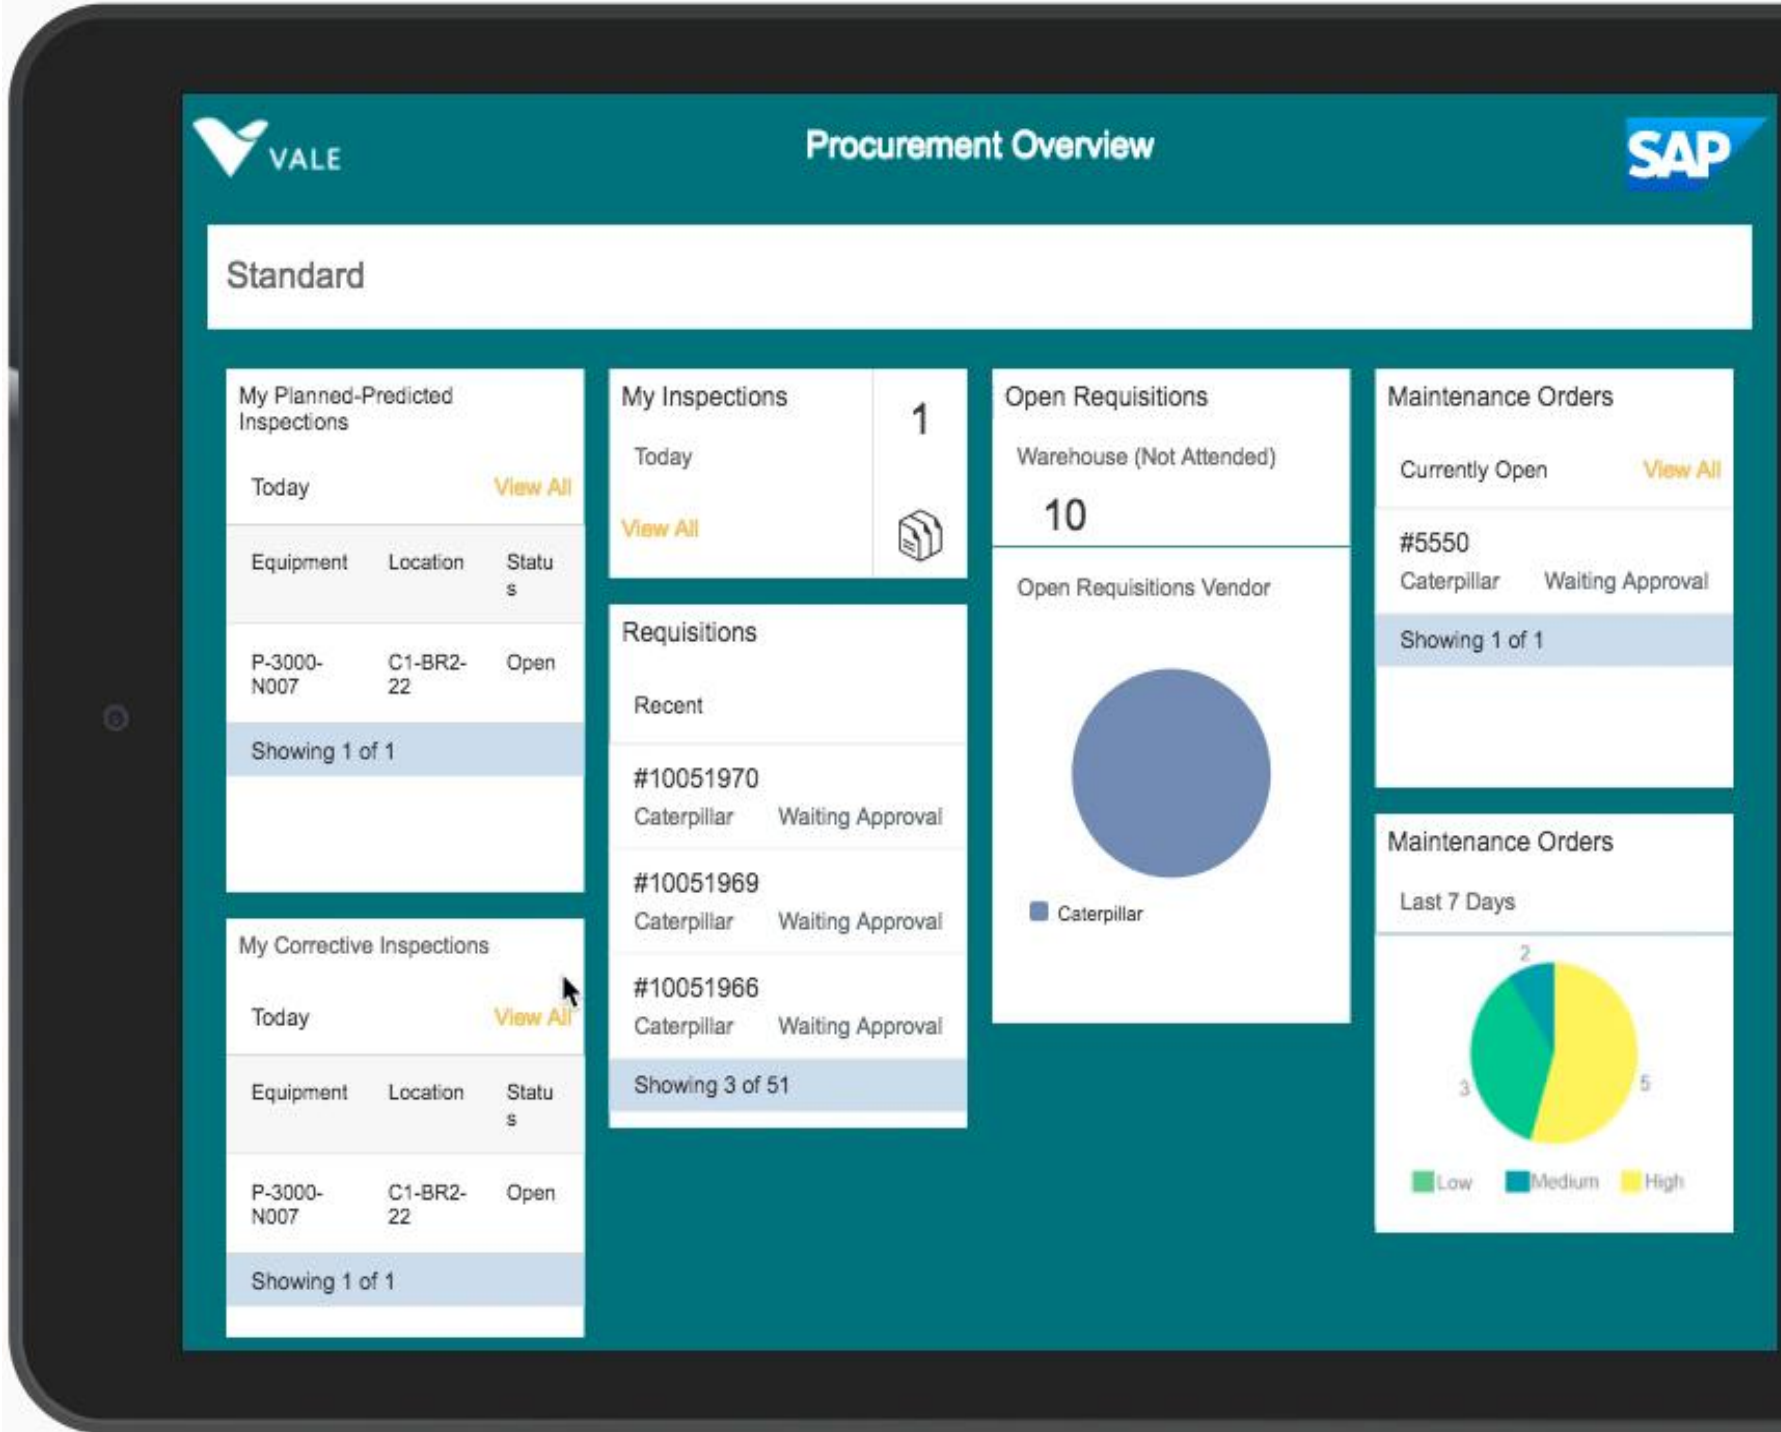 VALE
Procurement Overview
SAP
Standard
My Planned-Predicted
Inspections
Today View All
Equipment Location Statu
s
P-3000-
N007
C1-BR2-
22
Open
Showing 1 of 1
My Corrective Inspections
Today View All
Equipment Location Statu
s
P-3000-
N007
C1-BR2-
22
Open
Showing 1 of 1
My Inspections
1
Today
View All
Requisitions
Recent
#10051970
Caterpillar Waiting Approval
#10051969
Caterpillar Waiting Approval
#10051966
Caterpillar Waiting Approval
Showing 3 of 51
Open Requisitions
Warehouse (Not Attended)
10
Open Requisitions Vendor
Caterpillar
Maintenance Orders
Currently Open View All
#5550
Caterpillar Waiting Approval
Showing 1 of 1
Maintenance Orders
Last 7 Days
2
3
5
Low Medium High